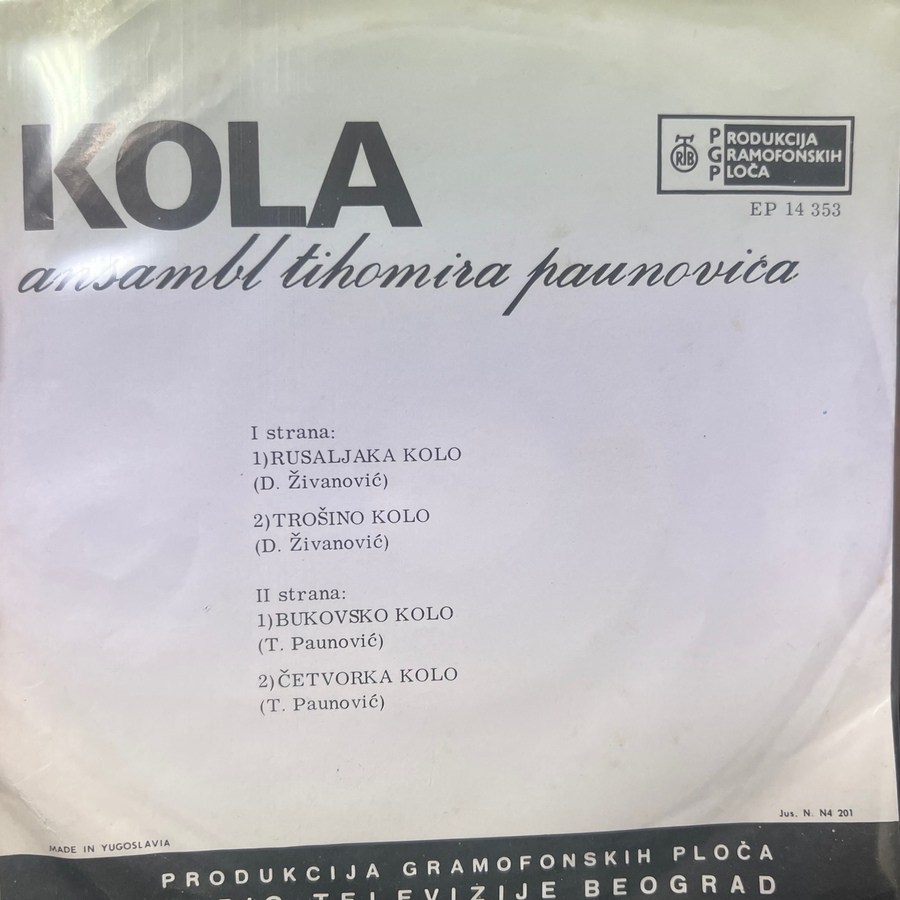 KOLA
ansambl tihomira paunovića
RTB
PRODUKCIJA
GRAMOFONSKIH
PLOČA
EP 14 353
I strana:
1)RUSALJAKA KOLO
(D. Živanović)
2)TROŠINO KOLO
(D. Živanović)
II strana:
1)BUKOVSKO KOLO
(T. Paunović)
2)ČETVORKA KOLO
(T. Paunović)
Jus. N. N4 201
MADE IN YUGOSLAVIA
PRODUKCIJA GRAMOFONSKIH PLOČA
TELEVIZIJE BEOGRAD